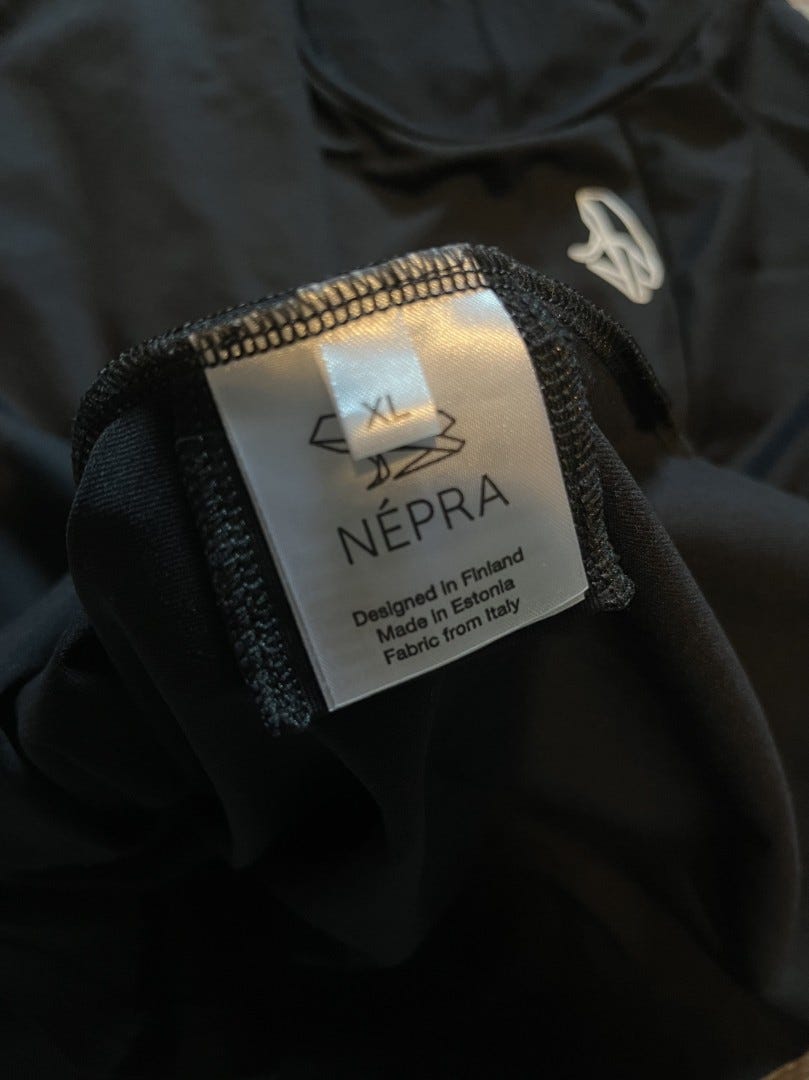 XL
NÉPRA
Designed in Finland
Made in Estonia
Fabric from Italy